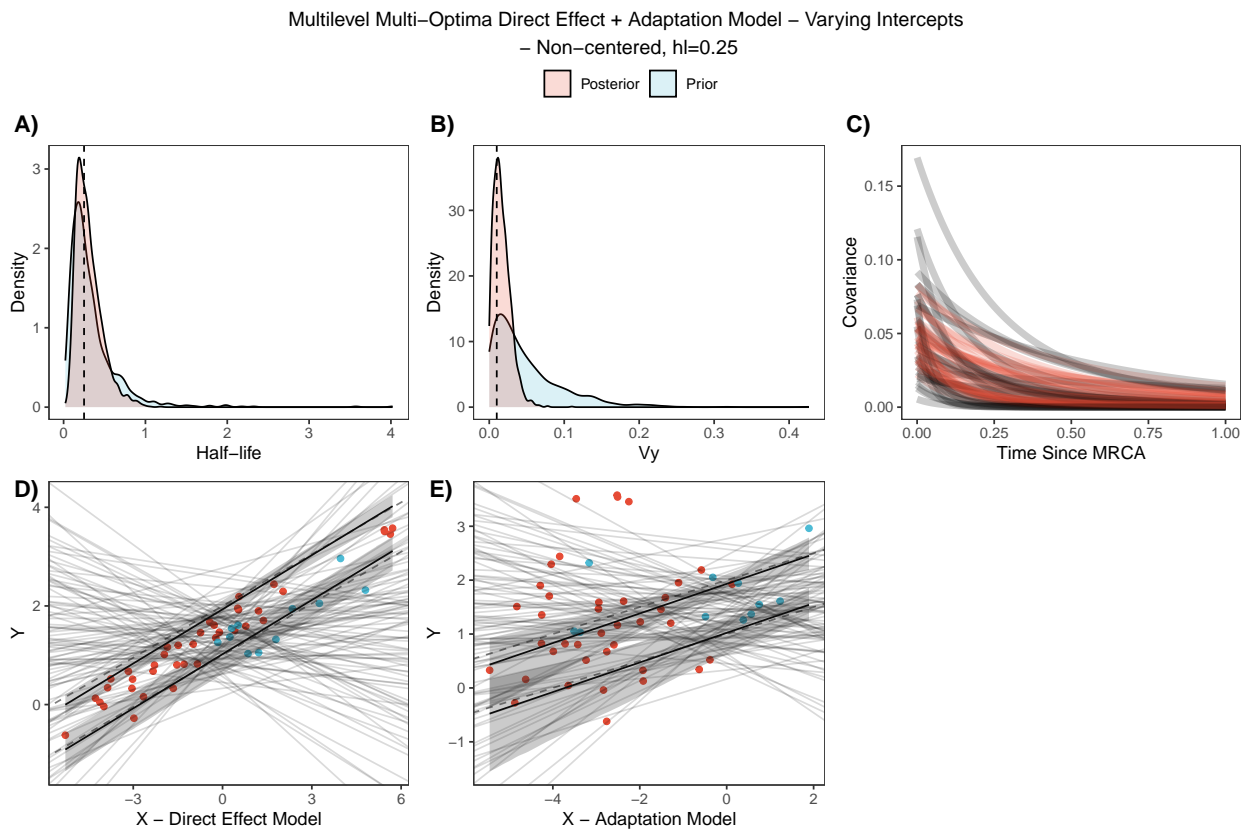 Multilevel Multi−Optima Direct Effect + Adaptation Model − Varying Intercepts
− Non−centered, hl=0.25
Posterior Prior
A)
Density
0 1 2 3
0 1 2 3 4
Half−life
B)
Density
0 10 20 30
0.0 0.1 0.2 0.3 0.4
Vy
C)
Covariance
0.00 0.05 0.10 0.15
0.00 0.25 0.50 0.75 1.00
Time Since MRCA
D)
Y
0 2 4
−3 0 3 6
X − Direct Effect Model
E)
Y
−1 0 1 2 3
−4 −2 0 2
X − Adaptation Model